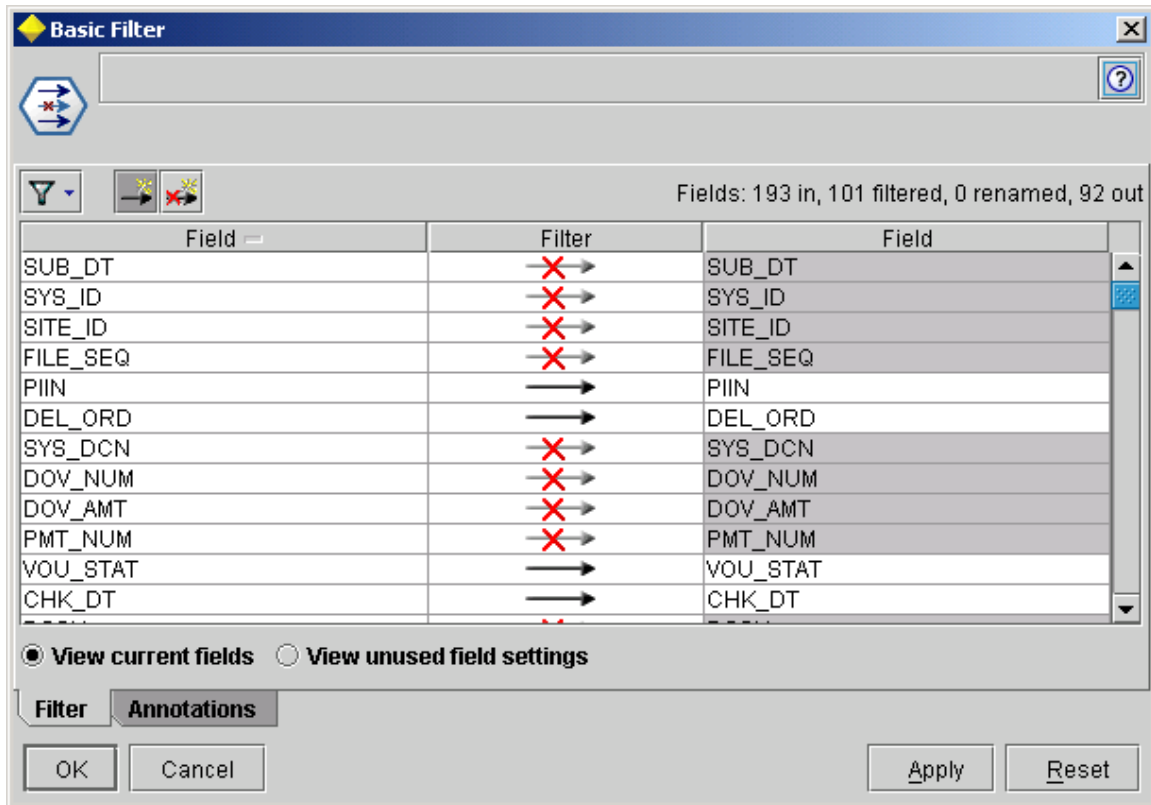 Basic Filter
Fields: 193 in, 101 filtered, 0 renamed, 92 out
Field Filter Field
SUB_DT SUB_DT
SYS_ID SYS_ID
SITE_ID SITE_ID
FILE_SEQ FILE_SEQ
PIIN PIIN
DEL_ORD DEL_ORD
SYS_DCN SYS_DCN
DOV_NUM DOV_NUM
DOV_AMT DOV_AMT
PMT_NUM PMT_NUM
VOU_STAT VOU_STAT
CHK_DT CHK_DT
View current fields View unused field settings
Filter Annotations
OK Cancel Apply Reset